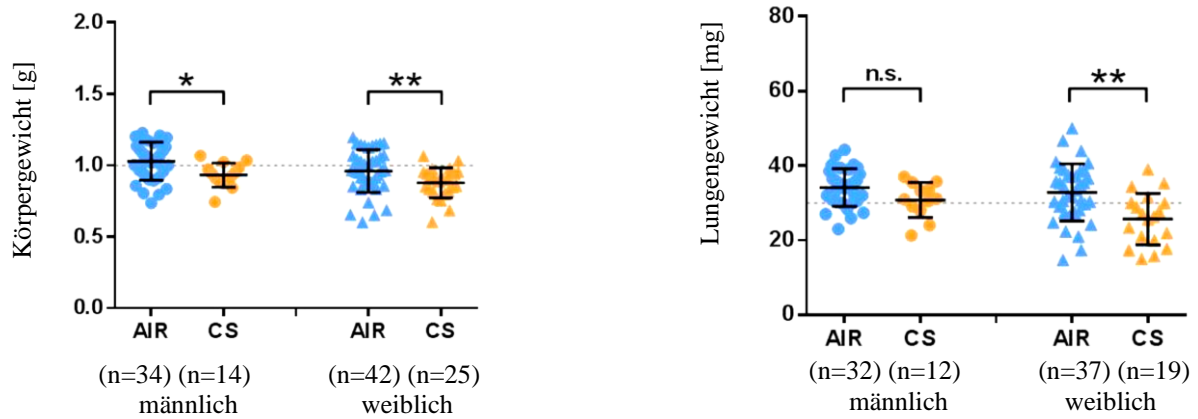 Körpergewicht [g]
2.0
1.5
1.0
0.5
0.0
*
**
AIR CS AIR CS
(n=34) (n=14) (n=42) (n=25)
männlich weiblich
Lungengewicht [mg]
80
60
40
20
0
n.s.
**
AIR CS AIR CS
(n=32) (n=12) (n=37) (n=19)
männlich weiblich